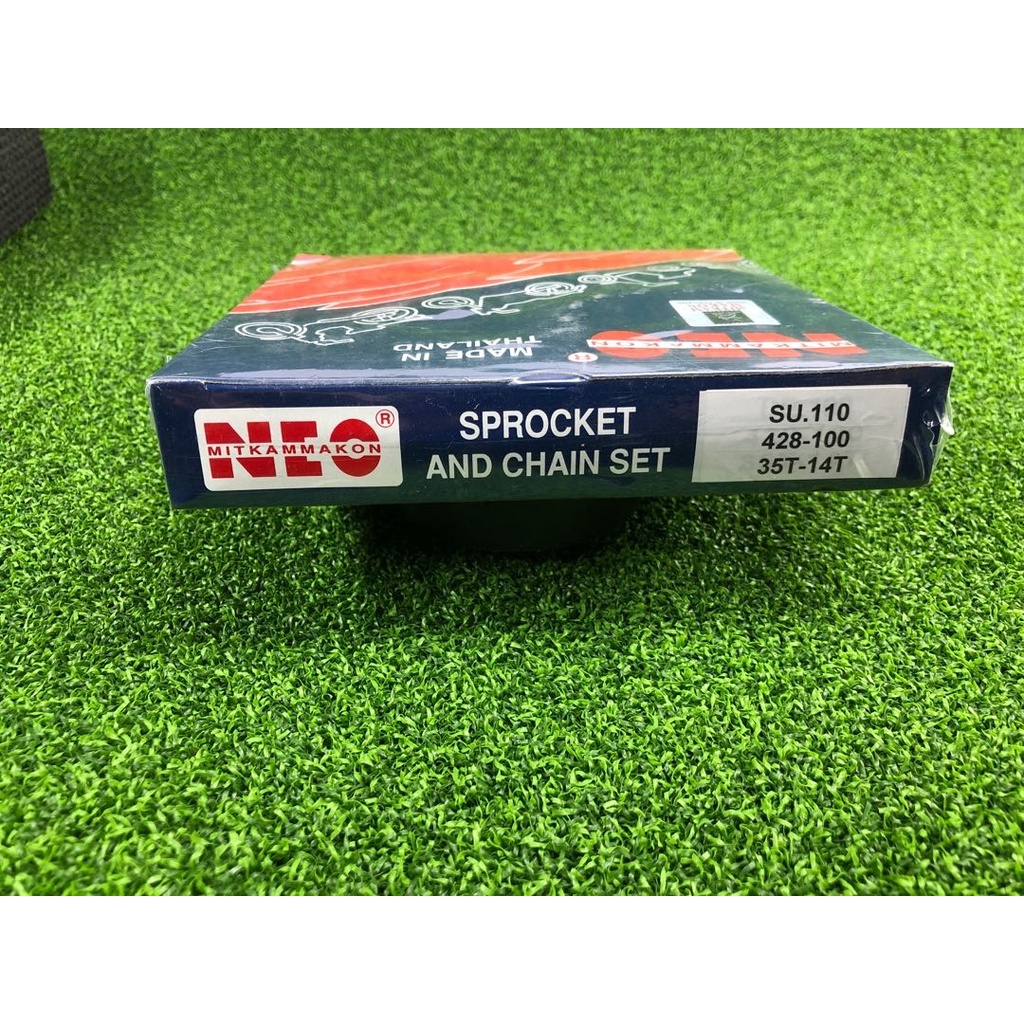 MADE IN
THAILAND
NEO ®
MITKAMMAKON
NEO ®
MITKAMMAKON
SPROCKET
AND CHAIN SET
SU.110
428-100
35T-14T